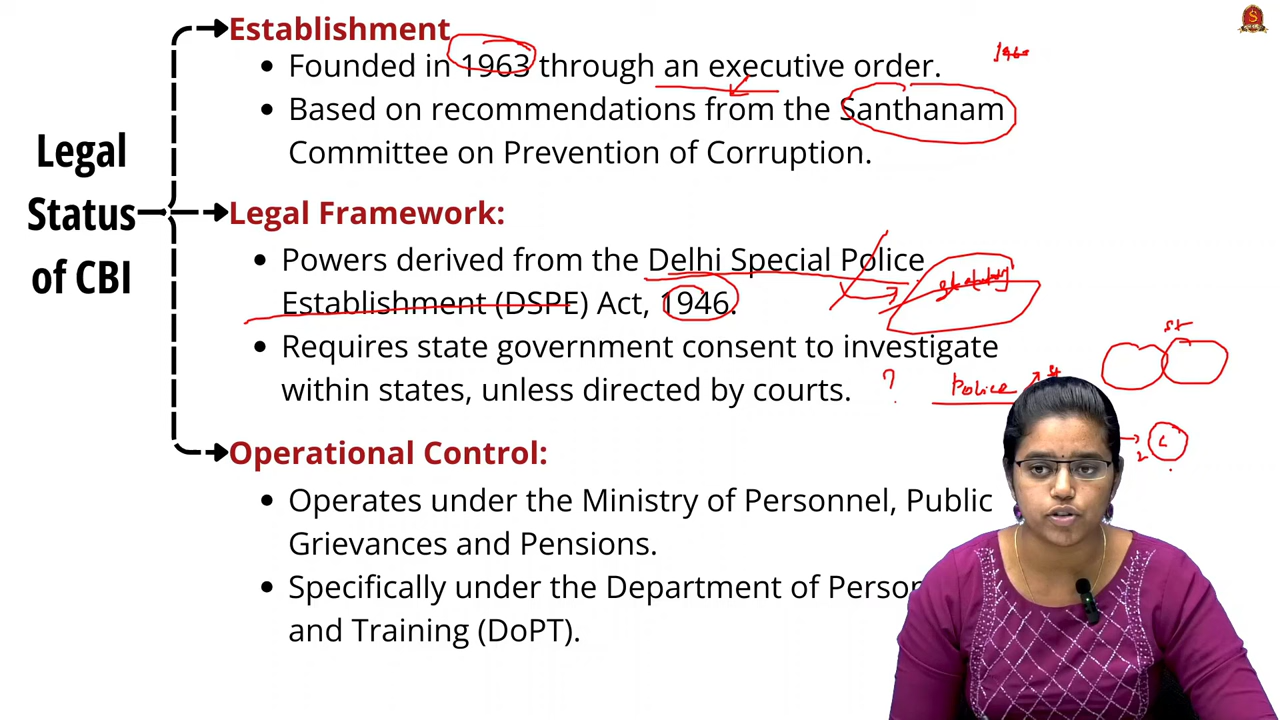 Establishment
Founded in 1963 through an executive order.
Based on recommendations from the Santhanam
Committee on Prevention of Corruption.
Legal
Status
of CBI
Legal Framework:
Powers derived from the Delhi Special Police
Establishment (DSPE) Act, 1946.
Requires state government consent to investigate
within states, unless directed by courts. ?
Police
st
Operational Control:
Operates under the Ministry of Personnel, Public
Grievances and Pensions.
Specifically under the Department of
and Training (DoPT).